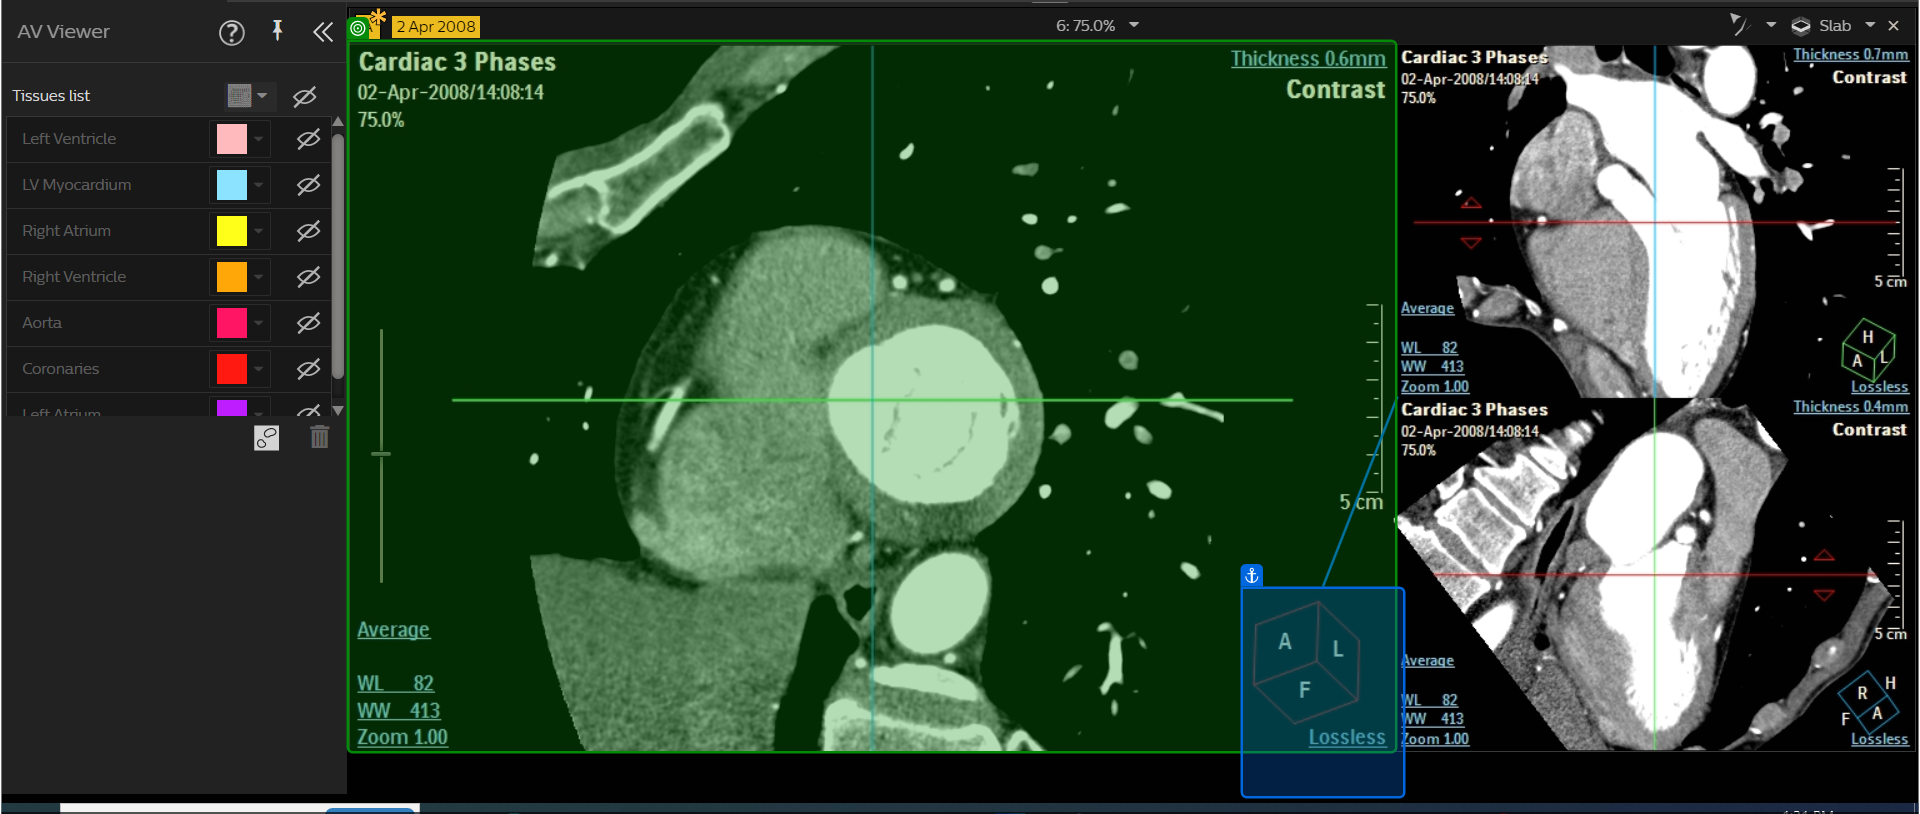 AV Viewer
?
Tissues list
Left Ventricle
LV Myocardium
Right Atrium
Right Ventricle
Aorta
Coronaries
Left Atrium
2 Apr 2008
6: 75.0%
Slab
Cardiac 3 Phases
02-Apr-2008/14:08:14
75.0%
Thickness 0.6mm
Contrast
5 cm
Average
WL 82
WW 413
Zoom 1.00
A
L
F
Lossless
Cardiac 3 Phases
02-Apr-2008/14:08:14
75.0%
Thickness 0.7mm
Contrast
5 cm
Average
WL 82
WW 413
Zoom 1.00
H
A L
Lossless
Cardiac 3 Phases
02-Apr-2008/14:08:14
75.0%
Thickness 0.4mm
Contrast
5 cm
Average
WL 82
WW 413
Zoom 1.00
R H
F A
Lossless